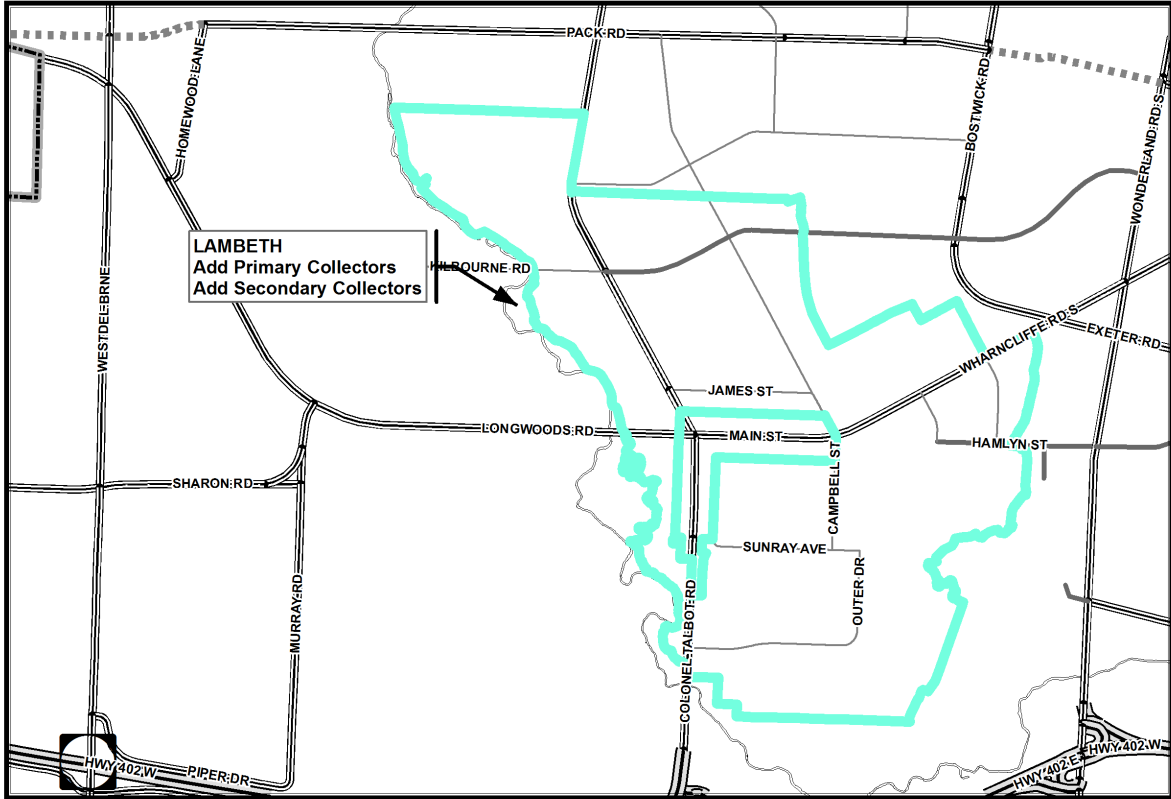 PACK RD
HOMEWOOD LANE
BOSTWICK RD
WONDERLAND RD S
LAMBETH
Add Primary Collectors
Add Secondary Collectors
KILBOURNE RD
WESTDEL BRNE
WHARNCLIFFE RD S
EXETER RD
JAMES ST
LONGWOODS RD
MAIN ST
HAMLYN ST
SHARON RD
CAMPBELL ST
SUNRAY AVE
OUTER DR
MURRAY RD
COLONEL TALBOT RD
HWY 402 W
PIPER DR
HWY 402 E
HWY 402 W